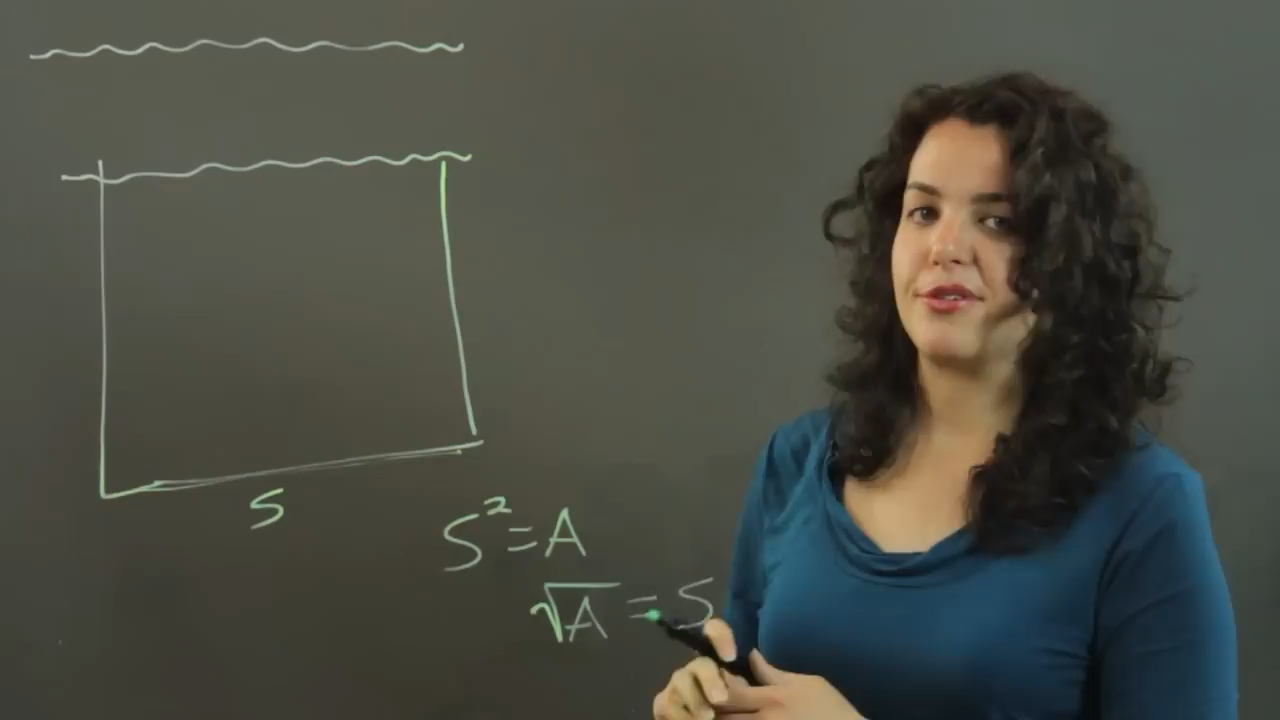 S
S² = A
√A = S